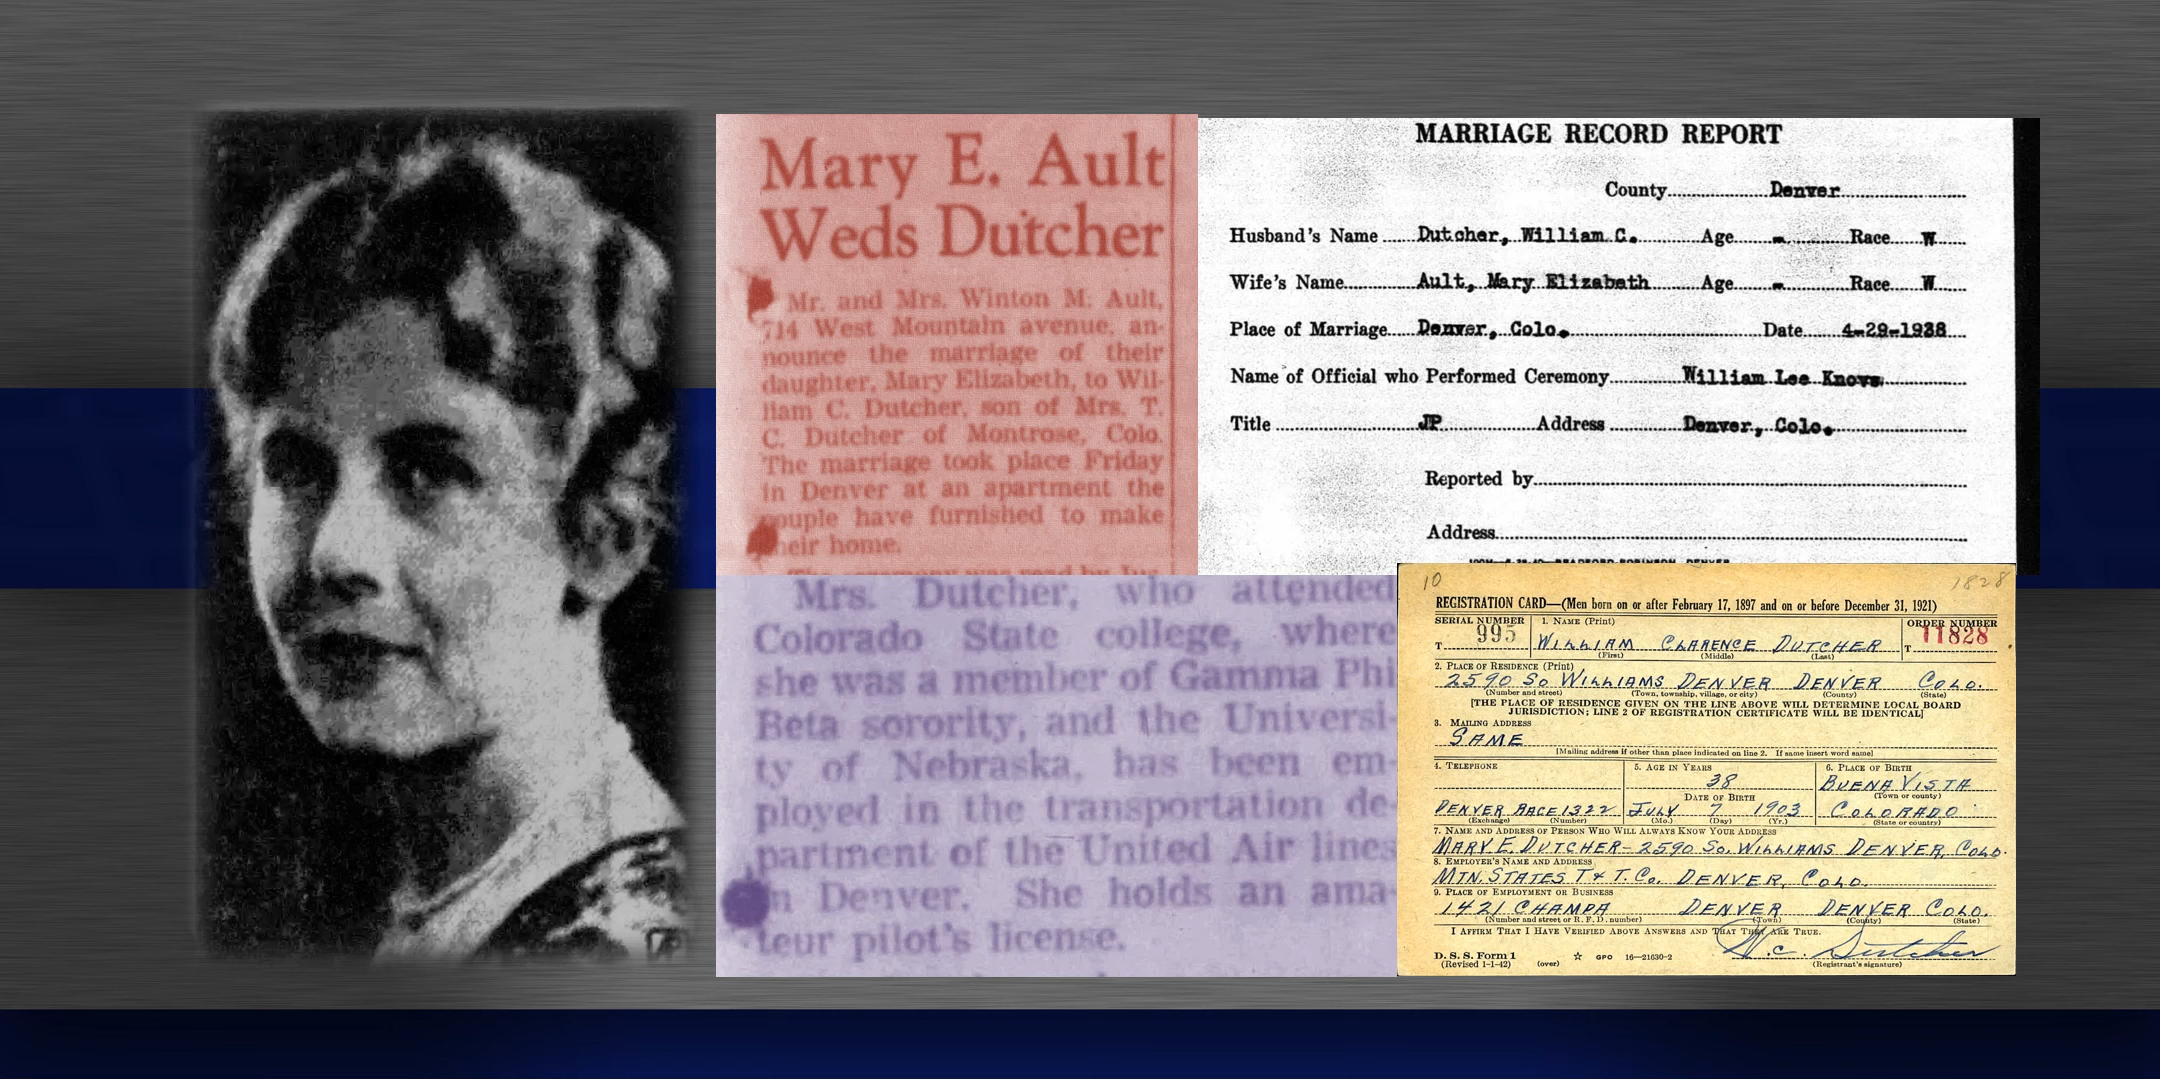 Mary E. Ault
Weds Dutcher
Mr. and Mrs. Winton M. Ault,
714 West Mountain avenue, an-
nounce the marriage of their
daughter, Mary Elizabeth, to Wil-
liam C. Dutcher, son of Mrs. T.
C. Dutcher of Montrose, Colo.
The marriage took place Friday
in Denver at an apartment the
couple have furnished to make
their home.
MARRIAGE RECORD REPORT
County Denver
Husband's Name Dutcher, William C. Age - Race W
Wife's Name Ault, Mary Elizabeth Age - Race W
Place of Marriage Denver, Colo. Date 4-29-1938
Name of Official who Performed Ceremony William Lee
Title JP Address Denver, Colo.
Reported by
Address
Mrs. Dutcher, who attended
Colorado State college, where
she was a member of Gamma Phi
Beta sorority, and the Universi-
ty of Nebraska, has been em-
ployed in the transportation de-
partment of the United Air lines
in Denver. She holds an ama-
teur pilot's license.
10 1828
REGISTRATION CARD—(Men born on or after February 17, 1897 and on or before December 31, 1921)
SERIAL NUMBER 1. NAME (Print) ORDER NUMBER
T 995 WILLIAM CLARENCE DUTCHER T 11828
(First) (Middle) (Last)
2. PLACE OF RESIDENCE (Print)
2590 So WILLIAMS DENVER DENVER COLO.
(Number and street) (Town, township, village, or city) (County) (State)
[THE PLACE OF RESIDENCE GIVEN ON THE LINE ABOVE WILL DETERMINE LOCAL BOARD
JURISDICTION; LINE 2 OF REGISTRATION CERTIFICATE WILL BE IDENTICAL]
3. MAILING ADDRESS
SAME
[Mailing address if other than place indicated on line 2. If same insert word same]
4. TELEPHONE 5. AGE IN YEARS 6. PLACE OF BIRTH
38 BUENA VISTA
DATE OF BIRTH (Town or county)
DENVER 1322 JULY 7 1903 COLORADO
(Exchange) (Number) (Mo.) (Day) (Yr.) (State or country)
7. NAME AND ADDRESS OF PERSON WHO WILL ALWAYS KNOW YOUR ADDRESS
MARY E. DUTCHER - 2590 So. WILLIAMS DENVER, COLO.
8. EMPLOYER'S NAME AND ADDRESS
MTN. STATES T & T. Co. DENVER, COLO.
9. PLACE OF EMPLOYMENT OR BUSINESS
1421 CHAMPA DENVER DENVER COLO.
(Number and street or R. F. D. number) (Town) (County) (State)
I AFFIRM THAT I HAVE VERIFIED ABOVE ANSWERS AND THAT THEY ARE TRUE.
W.C. Dutcher
D. S. S. Form 1
(Revised 1-1-42) (over) ☆ GPO 16—21630-2 (Registrant's signature)